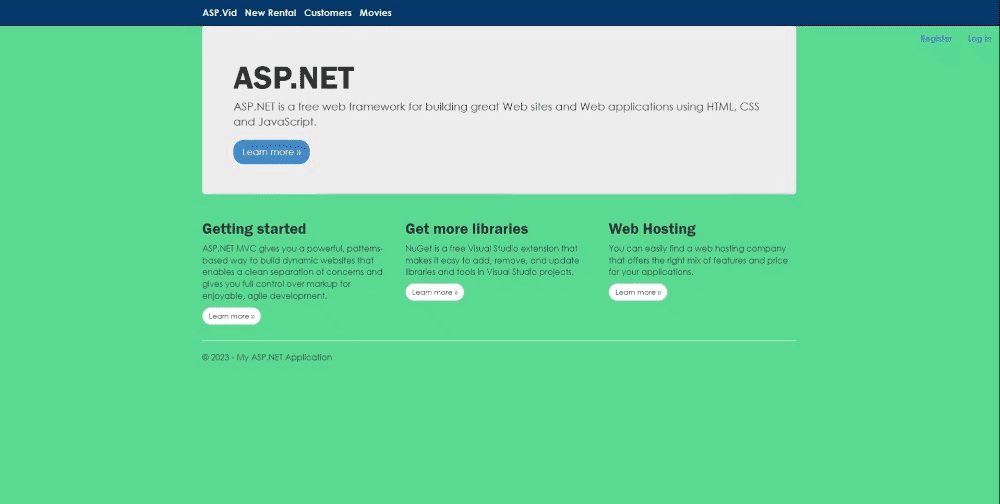 ASP.Vid New Rental Customers Movies
Register Log in
ASP.NET
ASP.NET is a free web framework for building great Web sites and Web applications using HTML, CSS
and JavaScript.
Learn more »
Getting started
ASP.NET MVC gives you a powerful, patterns-
based way to build dynamic websites that
enables a clean separation of concerns and
gives you full control over markup for
enjoyable, agile development.
Learn more »
Get more libraries
NuGet is a free Visual Studio extension that
makes it easy to add, remove, and update
libraries and tools in Visual Studio projects.
Learn more »
Web Hosting
You can easily find a web hosting company
that offers the right mix of features and price
for your applications.
Learn more »
© 2023 - My ASP.NET Application